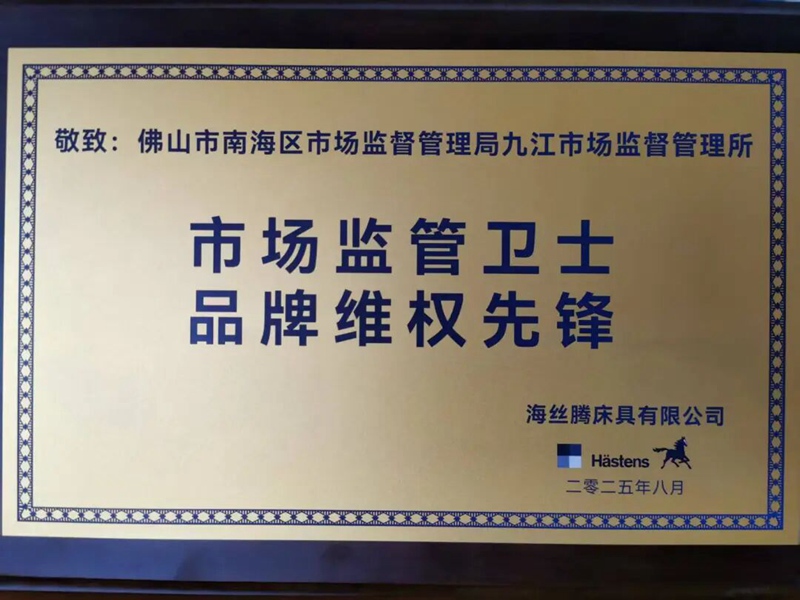 敬致：佛山市南海区市场监督管理局九江市场监督管理所
市场监管卫士
品牌维权先锋
海丝腾床具有限公司
Hästens
二零二五年八月